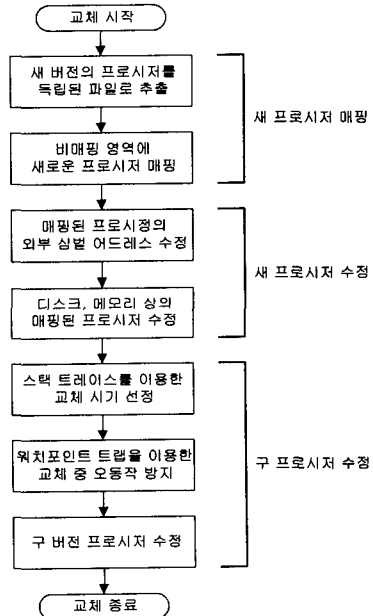 교체 시작
새 버전의 프로시저를
독립된 파일로 추출
비매핑 영역에
새로운 프로시저 매핑
새 프로시저 매핑
매핑된 프로시정의
외부 심벌 어드레스 수정
디스크, 메모리 상의
매핑된 프로시저 수정
새 프로시저 수정
스택 트레이스를 이용한
교체 시기 선정
워치포인트 트랩을 이용한
교체 중 오동작 방지
구 버전 프로시저 수정
구 프로시저 수정
교체 종료